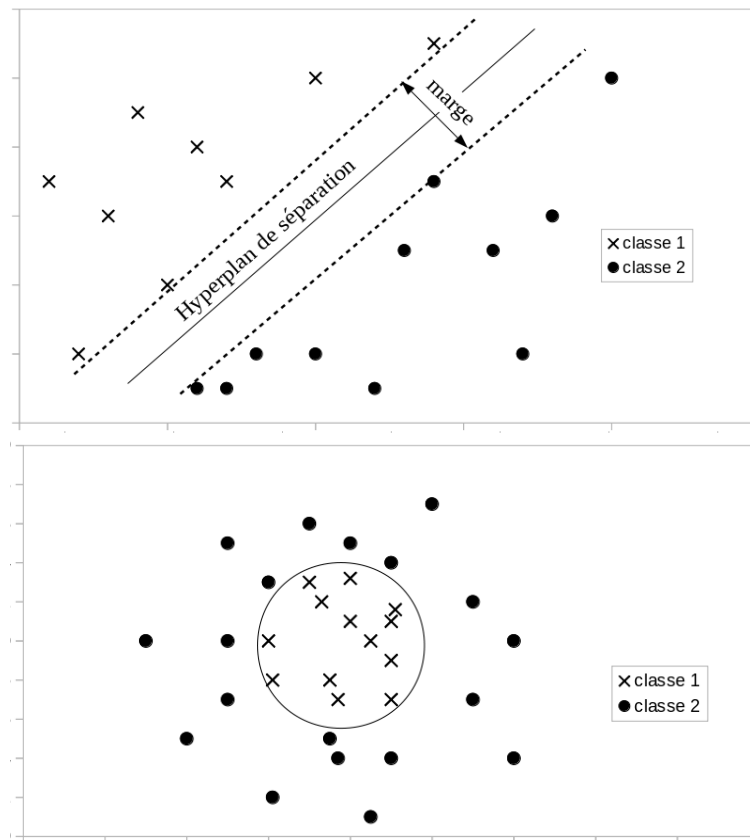 marge
Hyperplan de séparation
classe 1
classe 2
classe 1
classe 2